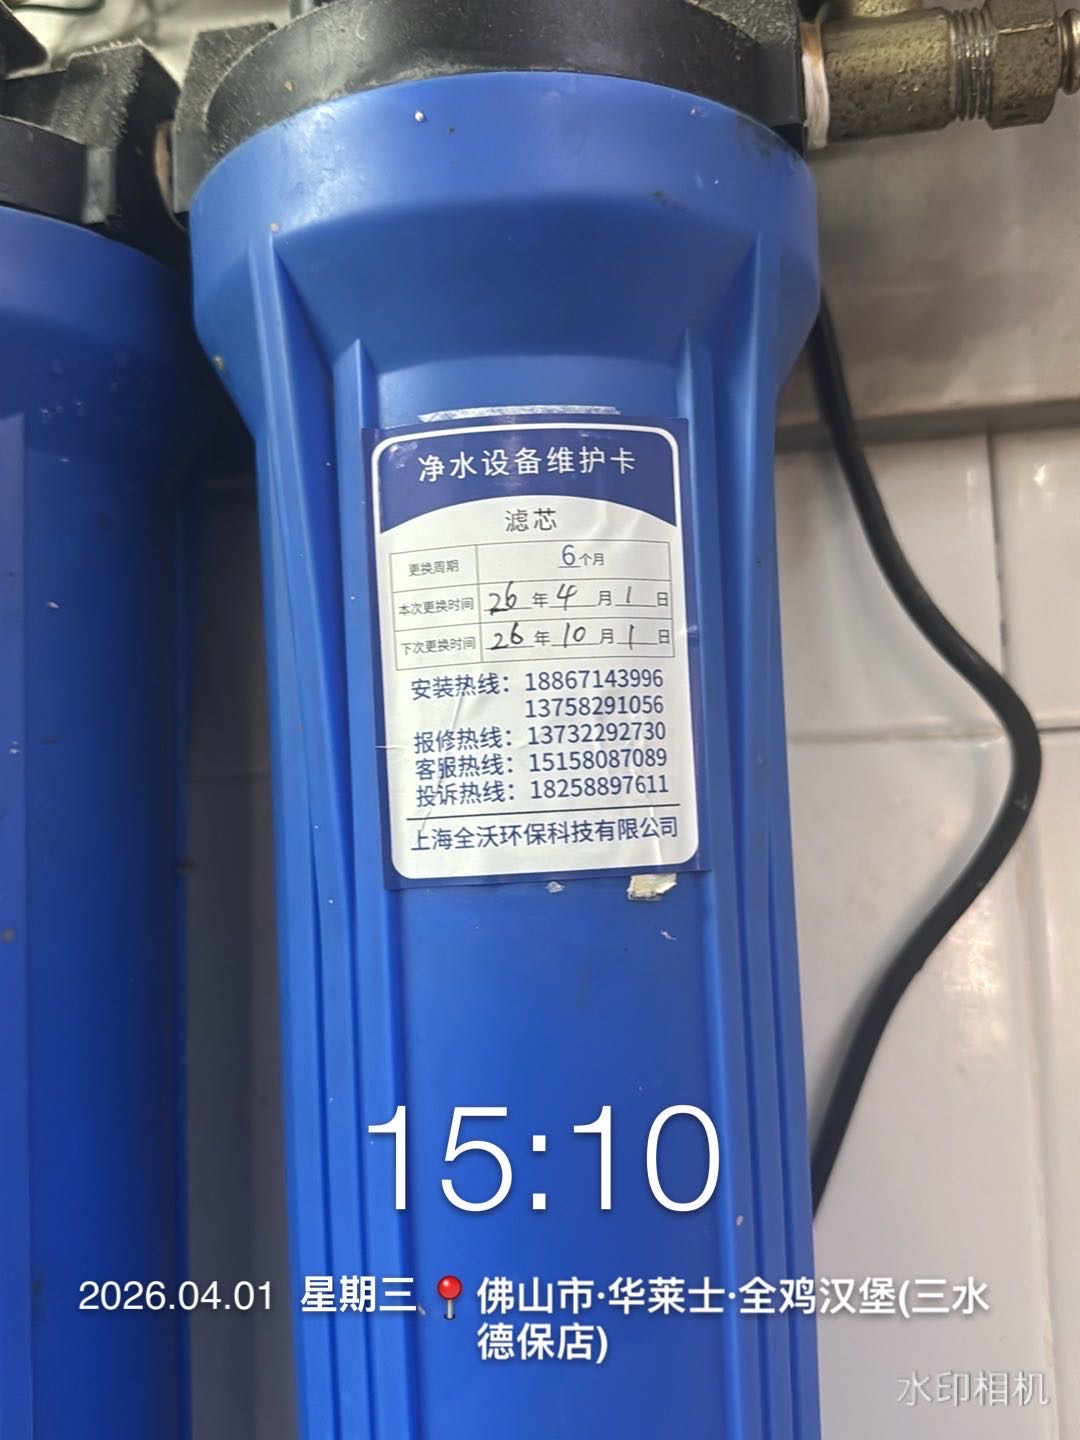 净水设备维护卡
滤芯
更换周期 6个月
本次更换时间 26年4月1日
下次更换时间 26年10月1日
安装热线：18867143996
13758291056
报修热线：13732292730
客服热线：15158087089
投诉热线：18258897611
上海全沃环保科技有限公司
15:10
2026.04.01 星期三 佛山市·华莱士·全鸡汉堡(三水
德保店)
水印相机